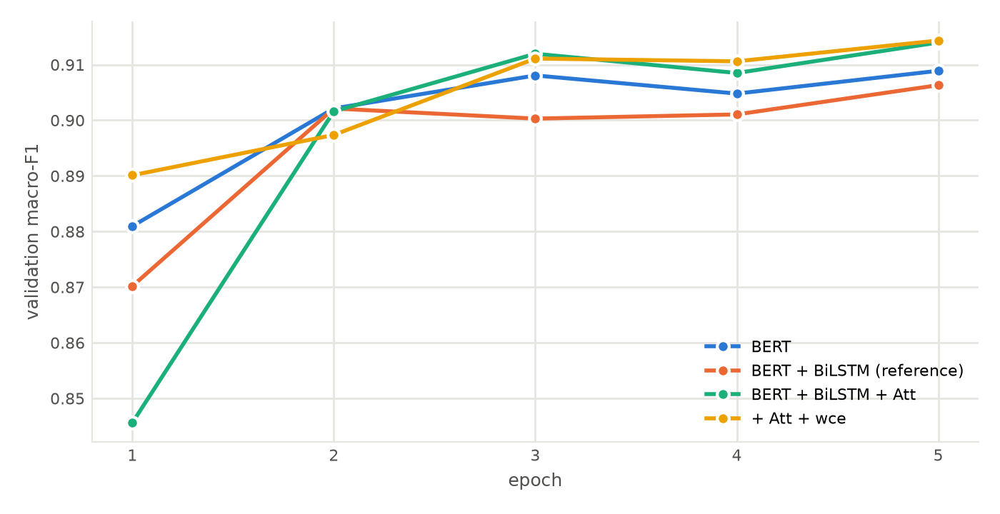 0.91
0.90
0.89
0.88
0.87
0.86
0.85
validation macro-F1
1 2 3 4 5
epoch
BERT
BERT + BiLSTM (reference)
BERT + BiLSTM + Att
+ Att + wce